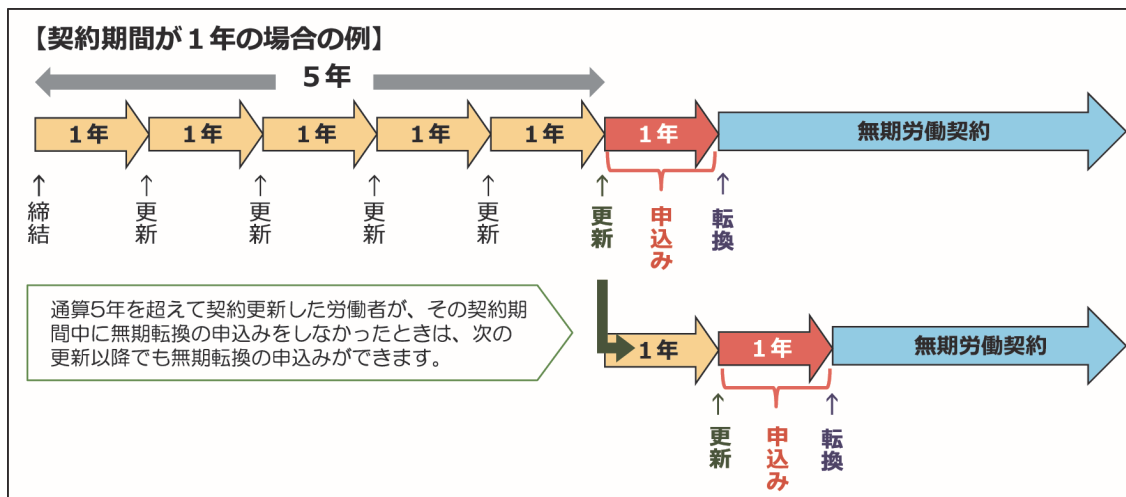 【契約期間が１年の場合の例】
５年
１年
１年
１年
１年
１年
１年
無期労働契約
↑締結
↑更新
↑更新
↑更新
↑更新
↑更新
申込み
↑転換
通算5年を超えて契約更新した労働者が、その契約期
間中に無期転換の申込みをしなかったときは、次の
更新以降でも無期転換の申込みができます。
１年
１年
無期労働契約
↑更新
申込み
↑転換